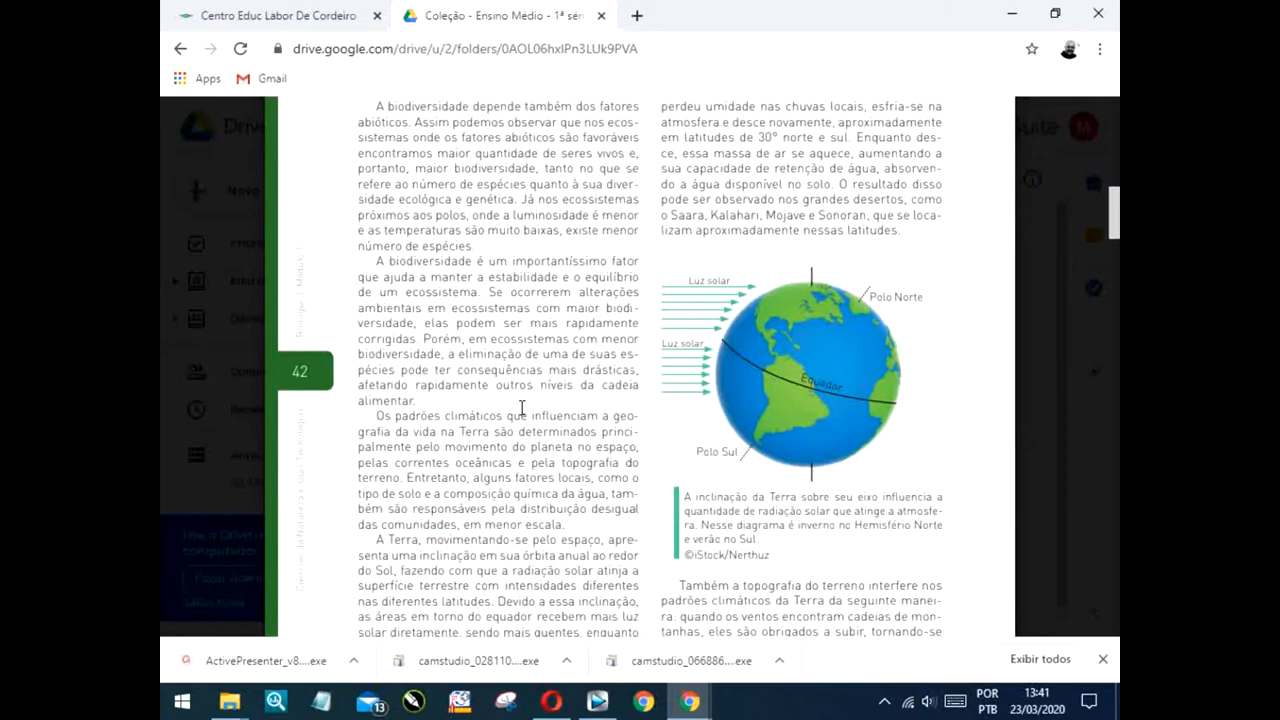 Centro Educ Labor De Cordeiro
Coleção - Ensino Médio - 1ª sér
drive.google.com/drive/u/2/folders/0AOL06hxIPn3LUk9PVA
Apps
Gmail
A biodiversidade depende também dos fatores
abióticos. Assim podemos observar que nos ecos-
sistemas onde os fatores abióticos são favoráveis
encontramos maior quantidade de seres vivos e,
portanto, maior biodiversidade, tanto no que se
refere ao número de espécies quanto à sua diver-
sidade ecológica e genética. Já nos ecossistemas
próximos aos polos, onde a luminosidade é menor
e as temperaturas são muito baixas, existe menor
número de espécies.
A biodiversidade é um importantíssimo fator
que ajuda a manter a estabilidade e o equilíbrio
de um ecossistema. Se ocorrerem alterações
ambientais em ecossistemas com maior biodi-
versidade, elas podem ser mais rapidamente
corrigidas. Porém, em ecossistemas com menor
biodiversidade, a eliminação de uma de suas es-
pécies pode ter consequências mais drásticas,
afetando rapidamente outros níveis da cadeia
alimentar.
Os padrões climáticos que influenciam a geo-
grafia da vida na Terra são determinados princi-
palmente pelo movimento do planeta no espaço,
pelas correntes oceânicas e pela topografia do
terreno. Entretanto, alguns fatores locais, como o
tipo de solo e a composição química da água, tam-
bém são responsáveis pela distribuição desigual
das comunidades, em menor escala.
A Terra, movimentando-se pelo espaço, apre-
senta uma inclinação em sua órbita anual ao redor
do Sol, fazendo com que a radiação solar atinja a
superfície terrestre com intensidades diferentes
nas diferentes latitudes. Devido a essa inclinação,
as áreas em torno do equador recebem mais luz
solar diretamente, sendo mais quentes, enquanto
42
perdeu umidade nas chuvas locais, esfria-se na
atmosfera e desce novamente, aproximadamente
em latitudes de 30° norte e sul. Enquanto des-
ce, essa massa de ar se aquece, aumentando a
sua capacidade de retenção de água, absorven-
do a água disponível no solo. O resultado disso
pode ser observado nos grandes desertos, como
o Saara, Kalahari, Mojave e Sonoran, que se loca-
lizam aproximadamente nessas latitudes.
Luz solar
Polo Norte
Luz solar
Equador
Polo Sul
A inclinação da Terra sobre seu eixo influencia a
quantidade de radiação solar que atinge a atmosfe-
ra. Nesse diagrama é inverno no Hemisfério Norte
e verão no Sul.
©iStock/Nerthuz
Também a topografia do terreno interfere nos
padrões climáticos da Terra da seguinte manei-
ra: quando os ventos encontram cadeias de mon-
tanhas, eles são obrigados a subir, tornando-se
ActivePresenter_v8....exe
camstudio_028110....exe
camstudio_066886....exe
Exibir todos
13
POR
PTB
13:41
23/03/2020